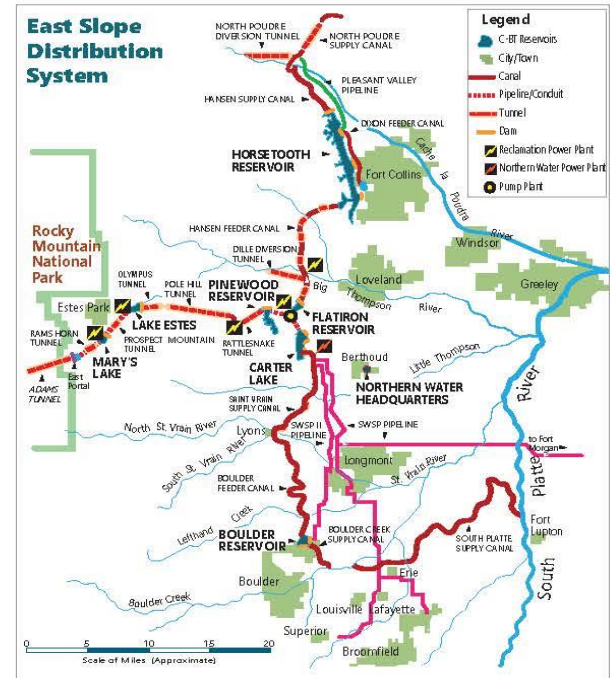 East Slope
Distribution
System
Legend
C-BT Reservoirs
City/Town
Canal
Pipelire/Conduit
Tunnel
Dam
Reclamation Power Plant
Northern Water Power Plant
Pump Plant
NORTH POUDRE
DIVERSION TUNNEL
NORTH POUDRE
SUPPLY CANAL
PLEASANT VALLEY
PIPELINE
HANSEN SUPPLY CANAL
DIXON FEEDER CANAL
HORSETOOTH
RESERVOIR
Fort Collins
Cache la Poudre River
Windsor
Greeley
Rocky
Mountain
National
Park
HANSEN FEEDER CANAL
DILLE DIVERSION
TUNNEL
Loveland
Big Thompson River
OLYMPUS
TUNNEL
POLE HILL
TUNNEL
PINEWOOD
RESERVOIR
Estes Park
FLATIRON
RESERVOIR
LAKE ESTES
RAMS HORN
TUNNEL
PROSPECT MOUNTAIN
TUNNEL
RATTLESNAKE
TUNNEL
MARY'S
LAKE
East
Portal
ADAMS
TUNNEL
CARTER
LAKE
Berthoud
Little Thompson
NORTHERN WATER
HEADQUARTERS
SAINT VRAIN
SUPPLY CANAL
North St. Vrain River
Lyons
SWSP II
PIPELINE
SWSP PIPELINE
to Fort
Morgan
South St. Vrain River
Longmont
St. Vrain River
BOULDER
FEEDER CANAL
Lefthand Creek
BOULDER
RESERVOIR
BOULDER CREEK
SUPPLY CANAL
SOUTH PLATTE
SUPPLY CANAL
Fort
Lupton
South Platte River
Boulder
Erie
Boulder Creek
Louisville
Lafayette
Superior
Broomfield
0 5 10 15 20
Scale of Miles (Approximate)